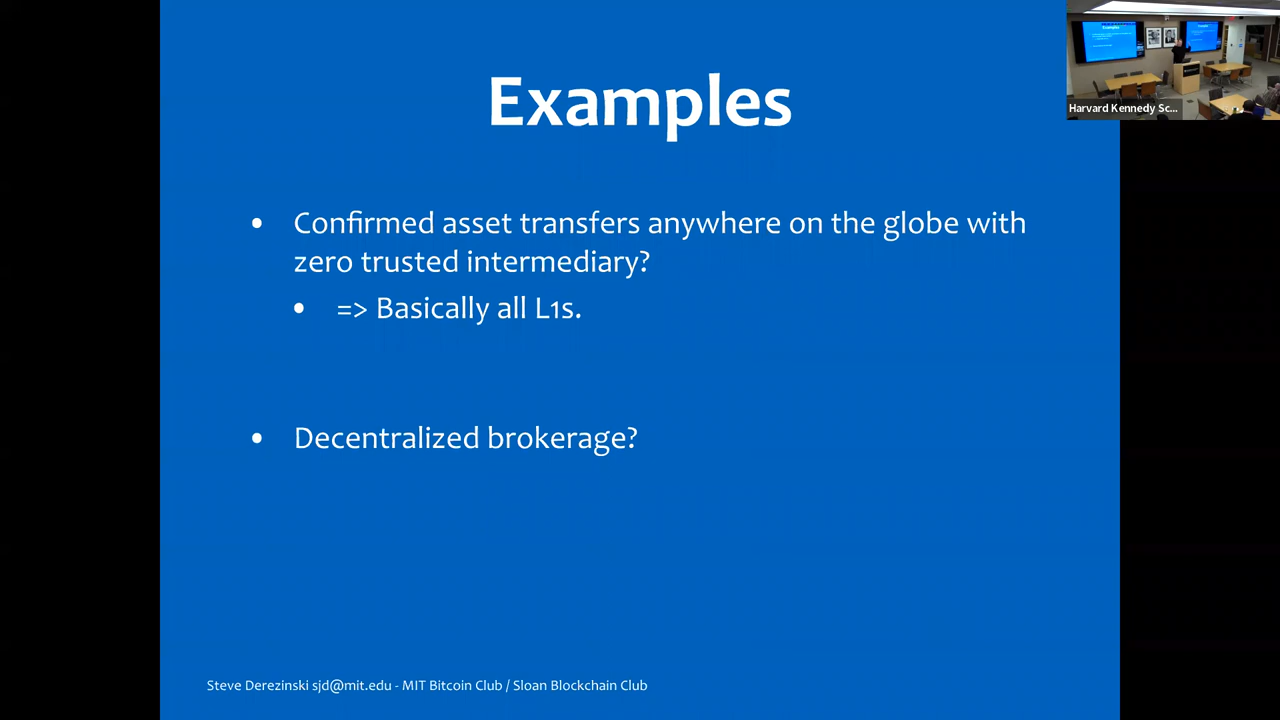 Examples
Harvard Kennedy Sc...
• Confirmed asset transfers anywhere on the globe with
zero trusted intermediary?
• => Basically all L1s.
• Decentralized brokerage?
Steve Derezinski sjd@mit.edu - MIT Bitcoin Club / Sloan Blockchain Club